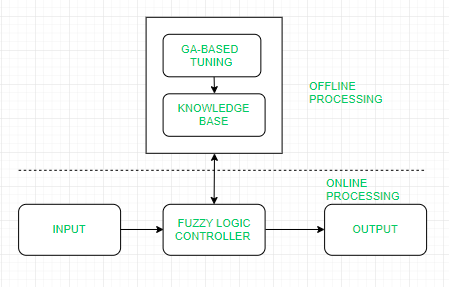 GA-BASED
TUNING
KNOWLEDGE
BASE
OFFLINE
PROCESSING
ONLINE
PROCESSING
INPUT
FUZZY LOGIC
CONTROLLER
OUTPUT